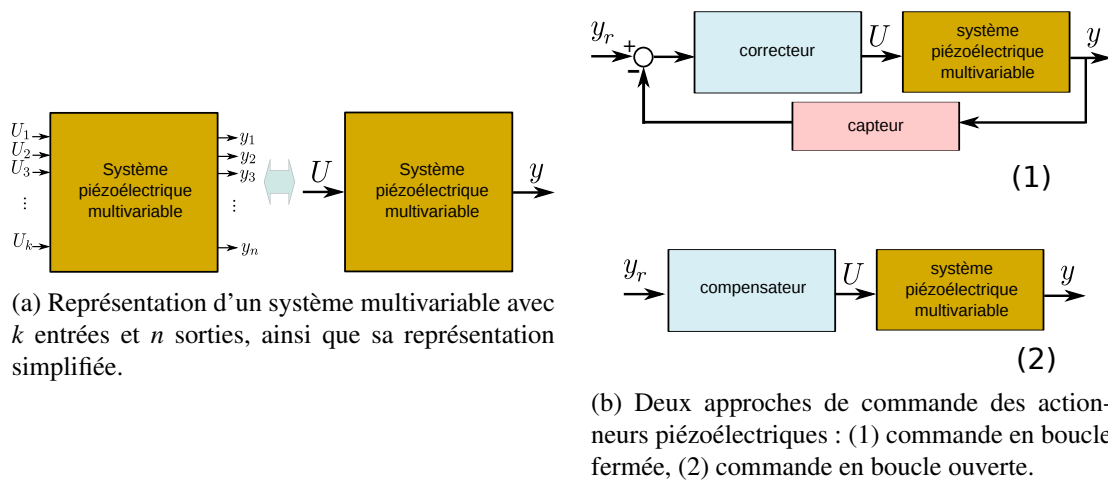 U₁
U₂
U₃
⋮
Uₖ
Système
piézoélectrique
multivariable
y₁
y₂
y₃
⋮
yₙ
U
Système
piézoélectrique
multivariable
y
(a) Représentation d'un système multivariable avec
k entrées et n sorties, ainsi que sa représentation
simplifiée.
yᵣ
+
−
correcteur
U
système
piézoélectrique
multivariable
y
capteur
(1)
yᵣ
compensateur
U
système
piézoélectrique
multivariable
y
(2)
(b) Deux approches de commande des action-
neurs piézoélectriques : (1) commande en boucle
fermée, (2) commande en boucle ouverte.